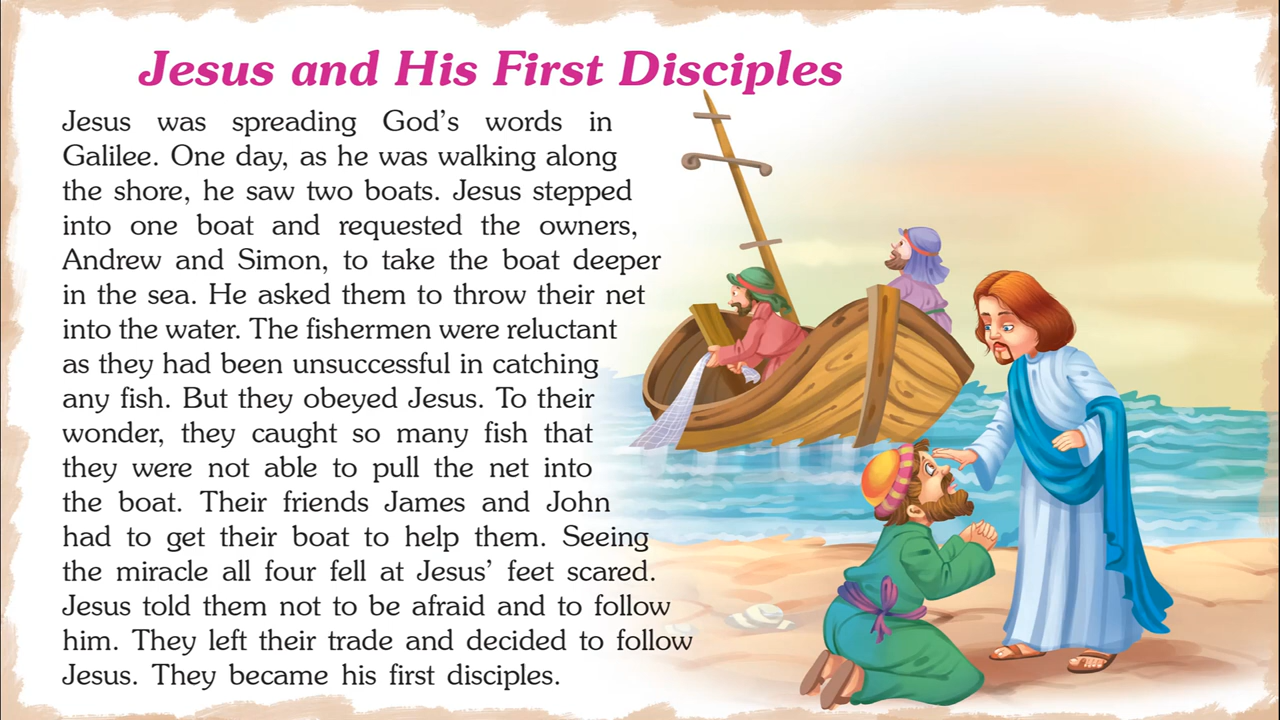 Jesus and His First Disciples
Jesus was spreading God's words in
Galilee. One day, as he was walking along
the shore, he saw two boats. Jesus stepped
into one boat and requested the owners,
Andrew and Simon, to take the boat deeper
in the sea. He asked them to throw their net
into the water. The fishermen were reluctant
as they had been unsuccessful in catching
any fish. But they obeyed Jesus. To their
wonder, they caught so many fish that
they were not able to pull the net into
the boat. Their friends James and John
had to get their boat to help them. Seeing
the miracle all four fell at Jesus' feet scared.
Jesus told them not to be afraid and to follow
him. They left their trade and decided to follow
Jesus. They became his first disciples.